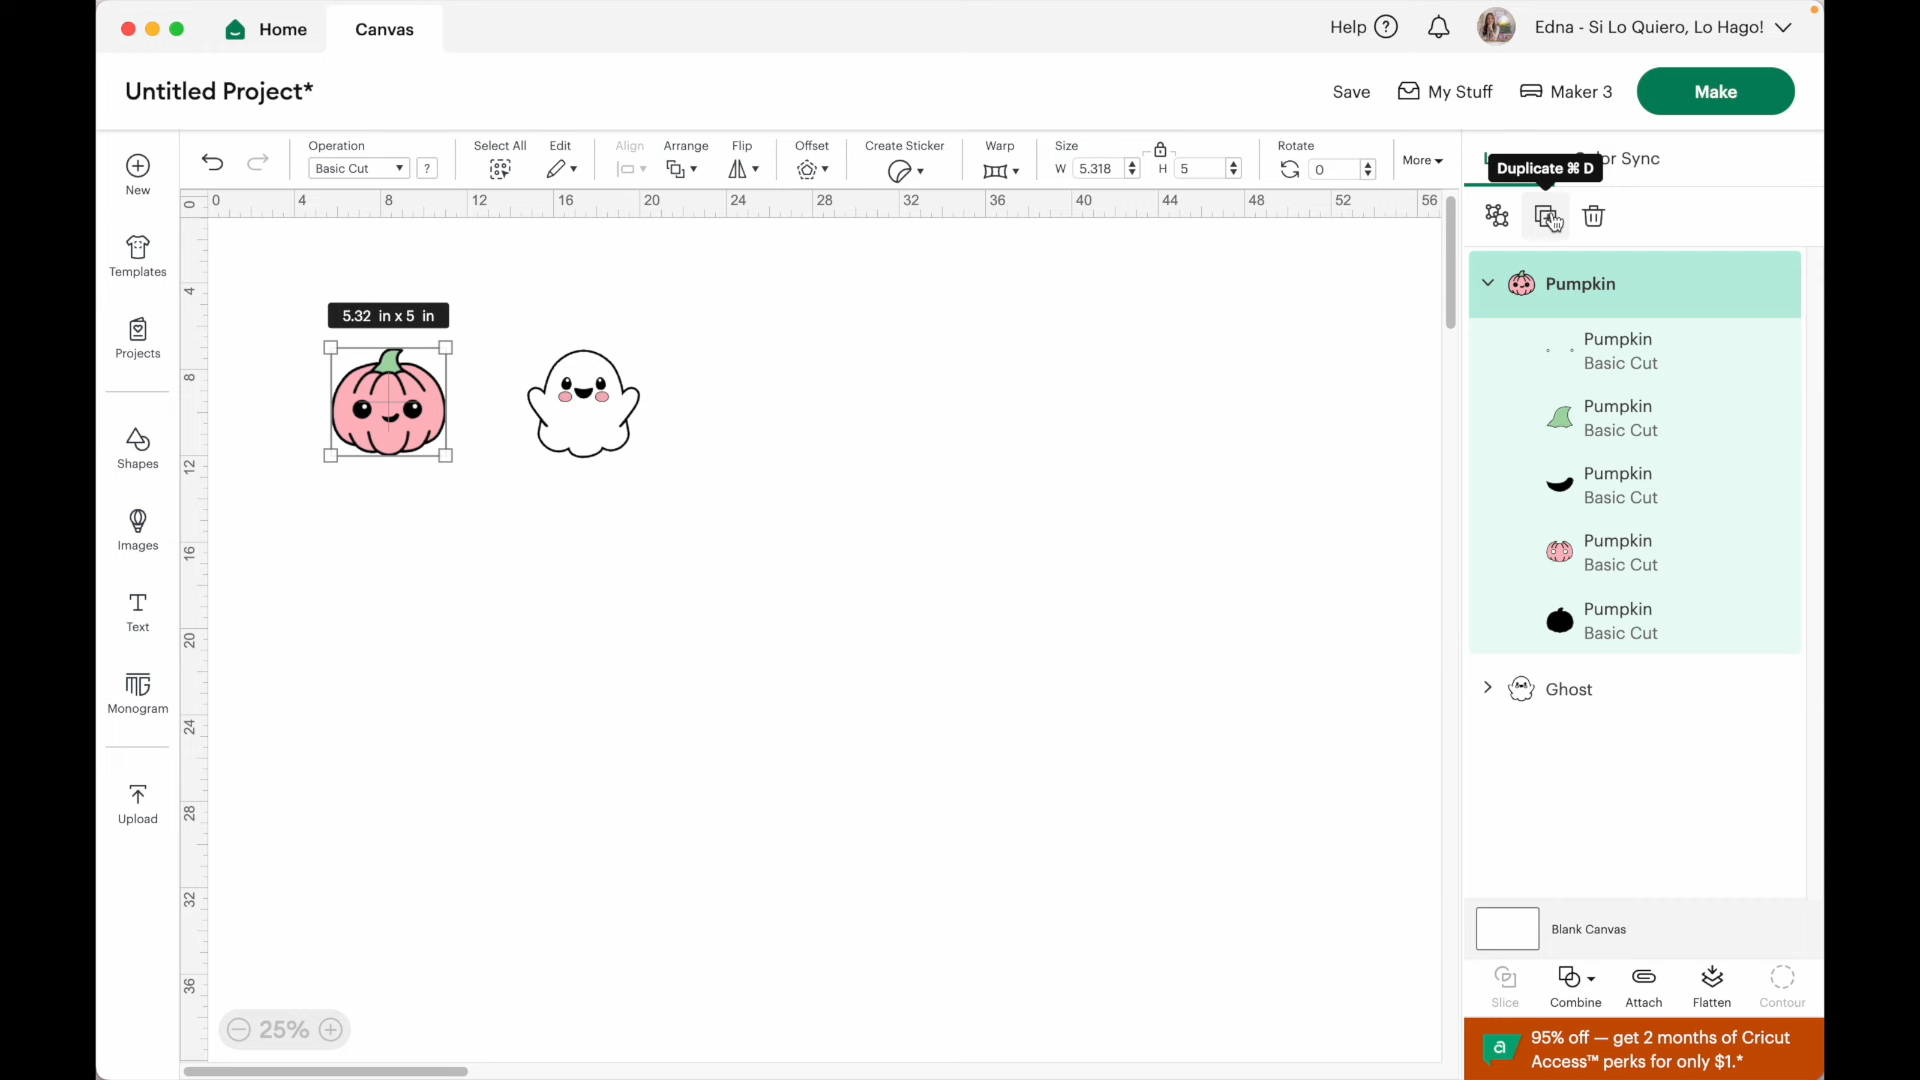 Home
Canvas
Help
Edna - Si Lo Quiero, Lo Hago!
Untitled Project*
Save
My Stuff
Maker 3
Make
New
Templates
Projects
Shapes
Images
Text
Monogram
Upload
Operation
Basic Cut
?
Select All
Edit
Align
Arrange
Flip
Offset
Create Sticker
Warp
Size
W 5.318
H 5
Rotate
0
More
Color Sync
Duplicate ⌘ D
0 4 8 12 16 20 24 28 32 36 40 44 48 52 56
0
4
8
12
16
20
24
28
32
36
5.32 in x 5 in
25%
Pumpkin
Pumpkin
Basic Cut
Pumpkin
Basic Cut
Pumpkin
Basic Cut
Pumpkin
Basic Cut
Pumpkin
Basic Cut
Ghost
Blank Canvas
Slice
Combine
Attach
Flatten
Contour
a
95% off — get 2 months of Cricut
Access™ perks for only $1.*